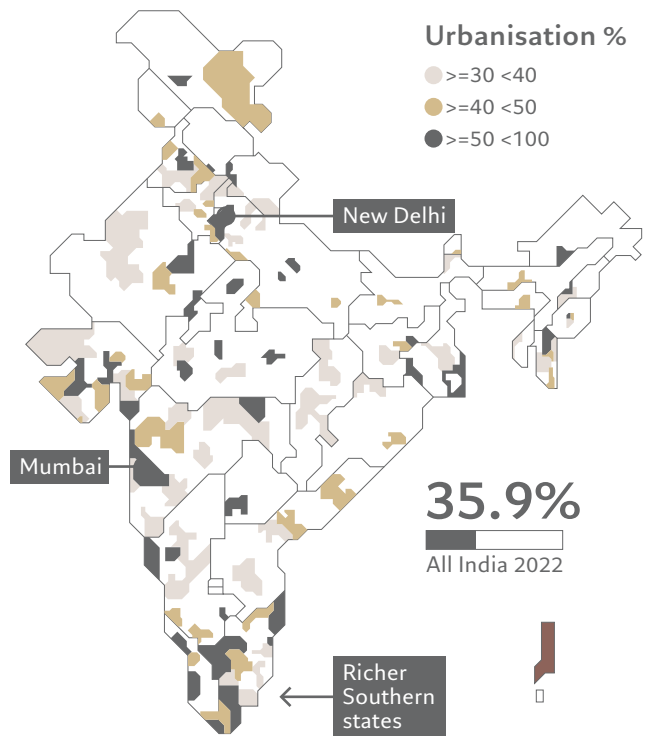 Urbanisation %
>=30 <40
>=40 <50
>=50 <100
New Delhi
Mumbai
35.9%
All India 2022
Richer
Southern
states